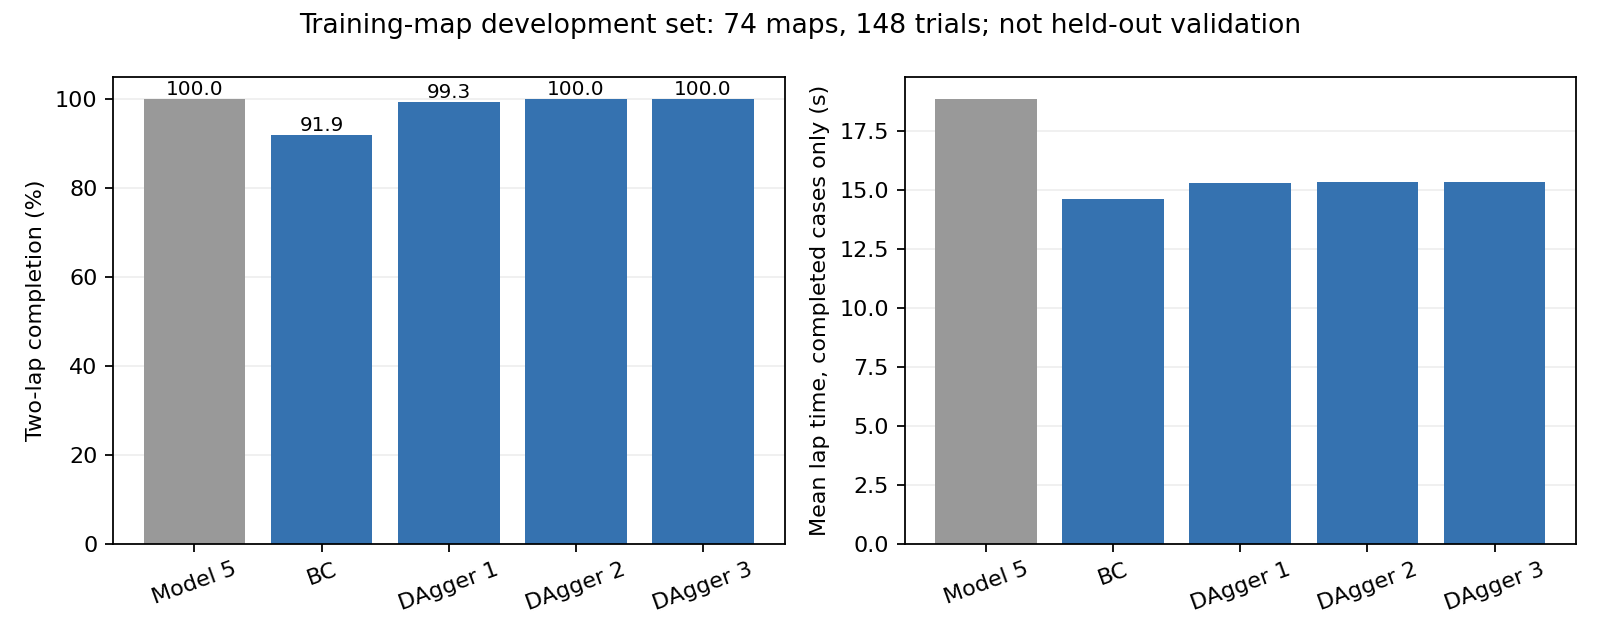 Training-map development set: 74 maps, 148 trials; not held-out validation
Two-lap completion (%)
100
80
60
40
20
0
100.0
91.9
99.3
100.0
100.0
Model 5
BC
DAgger 1
DAgger 2
DAgger 3
Mean lap time, completed cases only (s)
17.5
15.0
12.5
10.0
7.5
5.0
2.5
0.0
Model 5
BC
DAgger 1
DAgger 2
DAgger 3